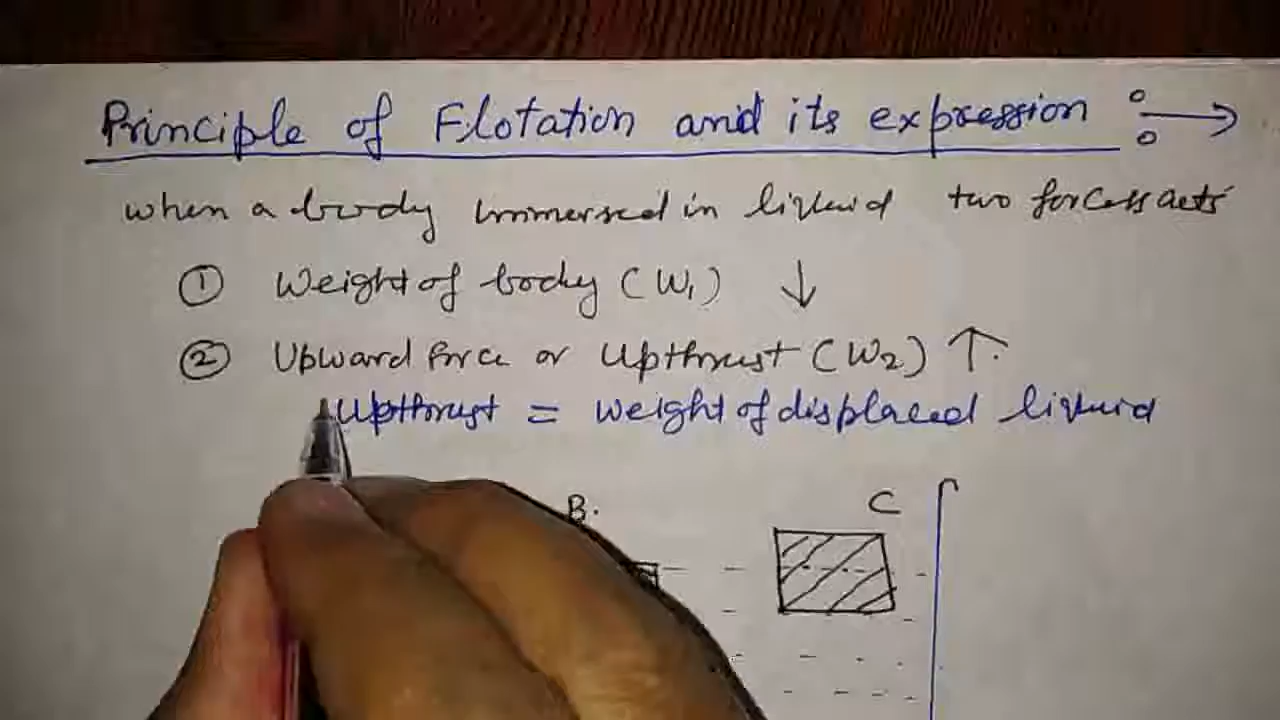 Principle of Flotation and its expression
when a body immersed in liquid two forcess acts
① Weight of body (W₁) ↓
② Upward force or Upthrust (W₂) ↑
Upthrust = weight of displaced liquid
B.
C